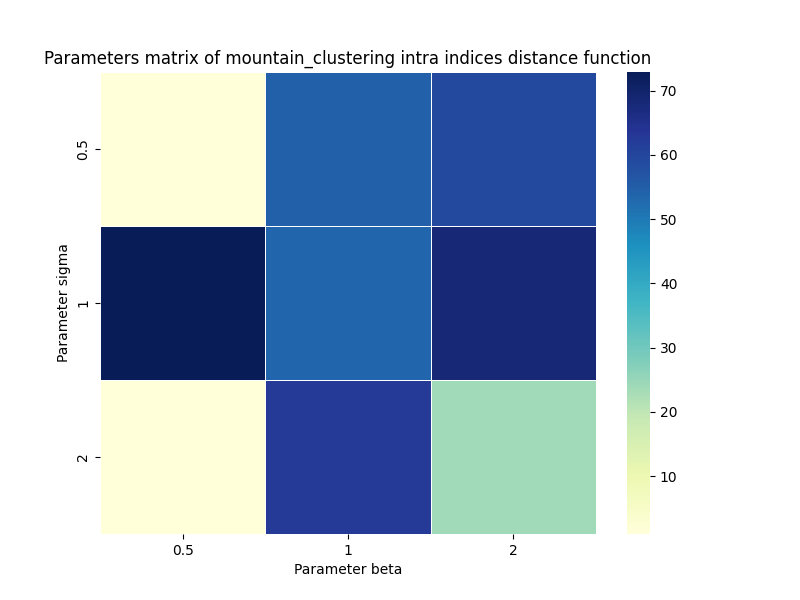 Parameters matrix of mountain_clustering intra indices distance function
Parameter sigma
0.5
1
2
0.5 1 2
Parameter beta
70
60
50
40
30
20
10